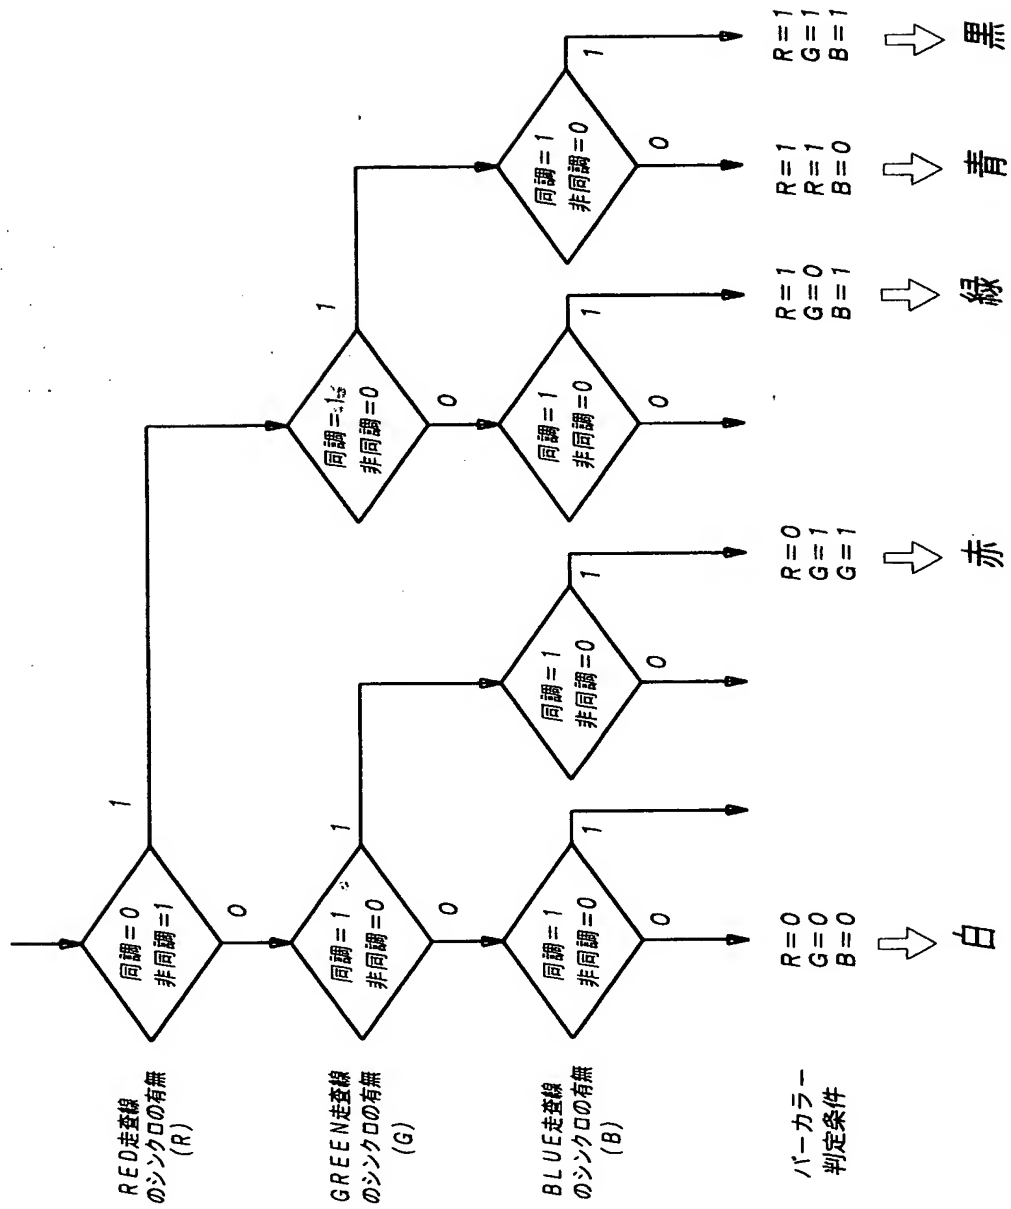 RED走査線
のシンクロの有無
(R)
同調=0
非同調=1
1
0
GREEN走査線
のシンクロの有無
(G)
同調=1
非同調=0
1
0
同調=1
非同調=0
1
0
BLUE走査線
のシンクロの有無
(B)
同調=1
非同調=0
1
0
同調=1
非同調=0
1
0
同調=1
非同調=0
1
0
同調=1
非同調=0
1
0
バーカラー
判定条件
R=0
G=0
B=0
白
R=0
G=1
G=1
赤
R=1
G=0
B=1
緑
R=1
R=1
B=0
青
R=1
G=1
B=1
黒